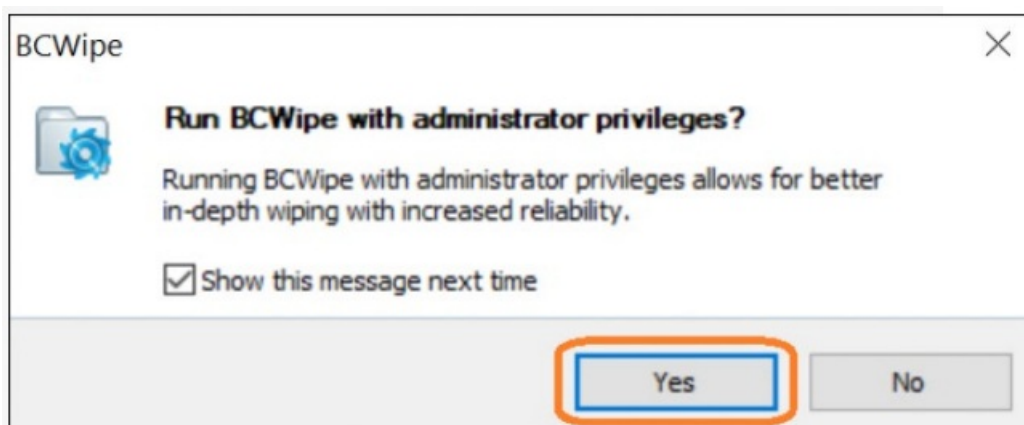 BCWipe
Run BCWipe with administrator privileges?
Running BCWipe with administrator privileges allows for better
in-depth wiping with increased reliability.
Show this message next time
Yes No